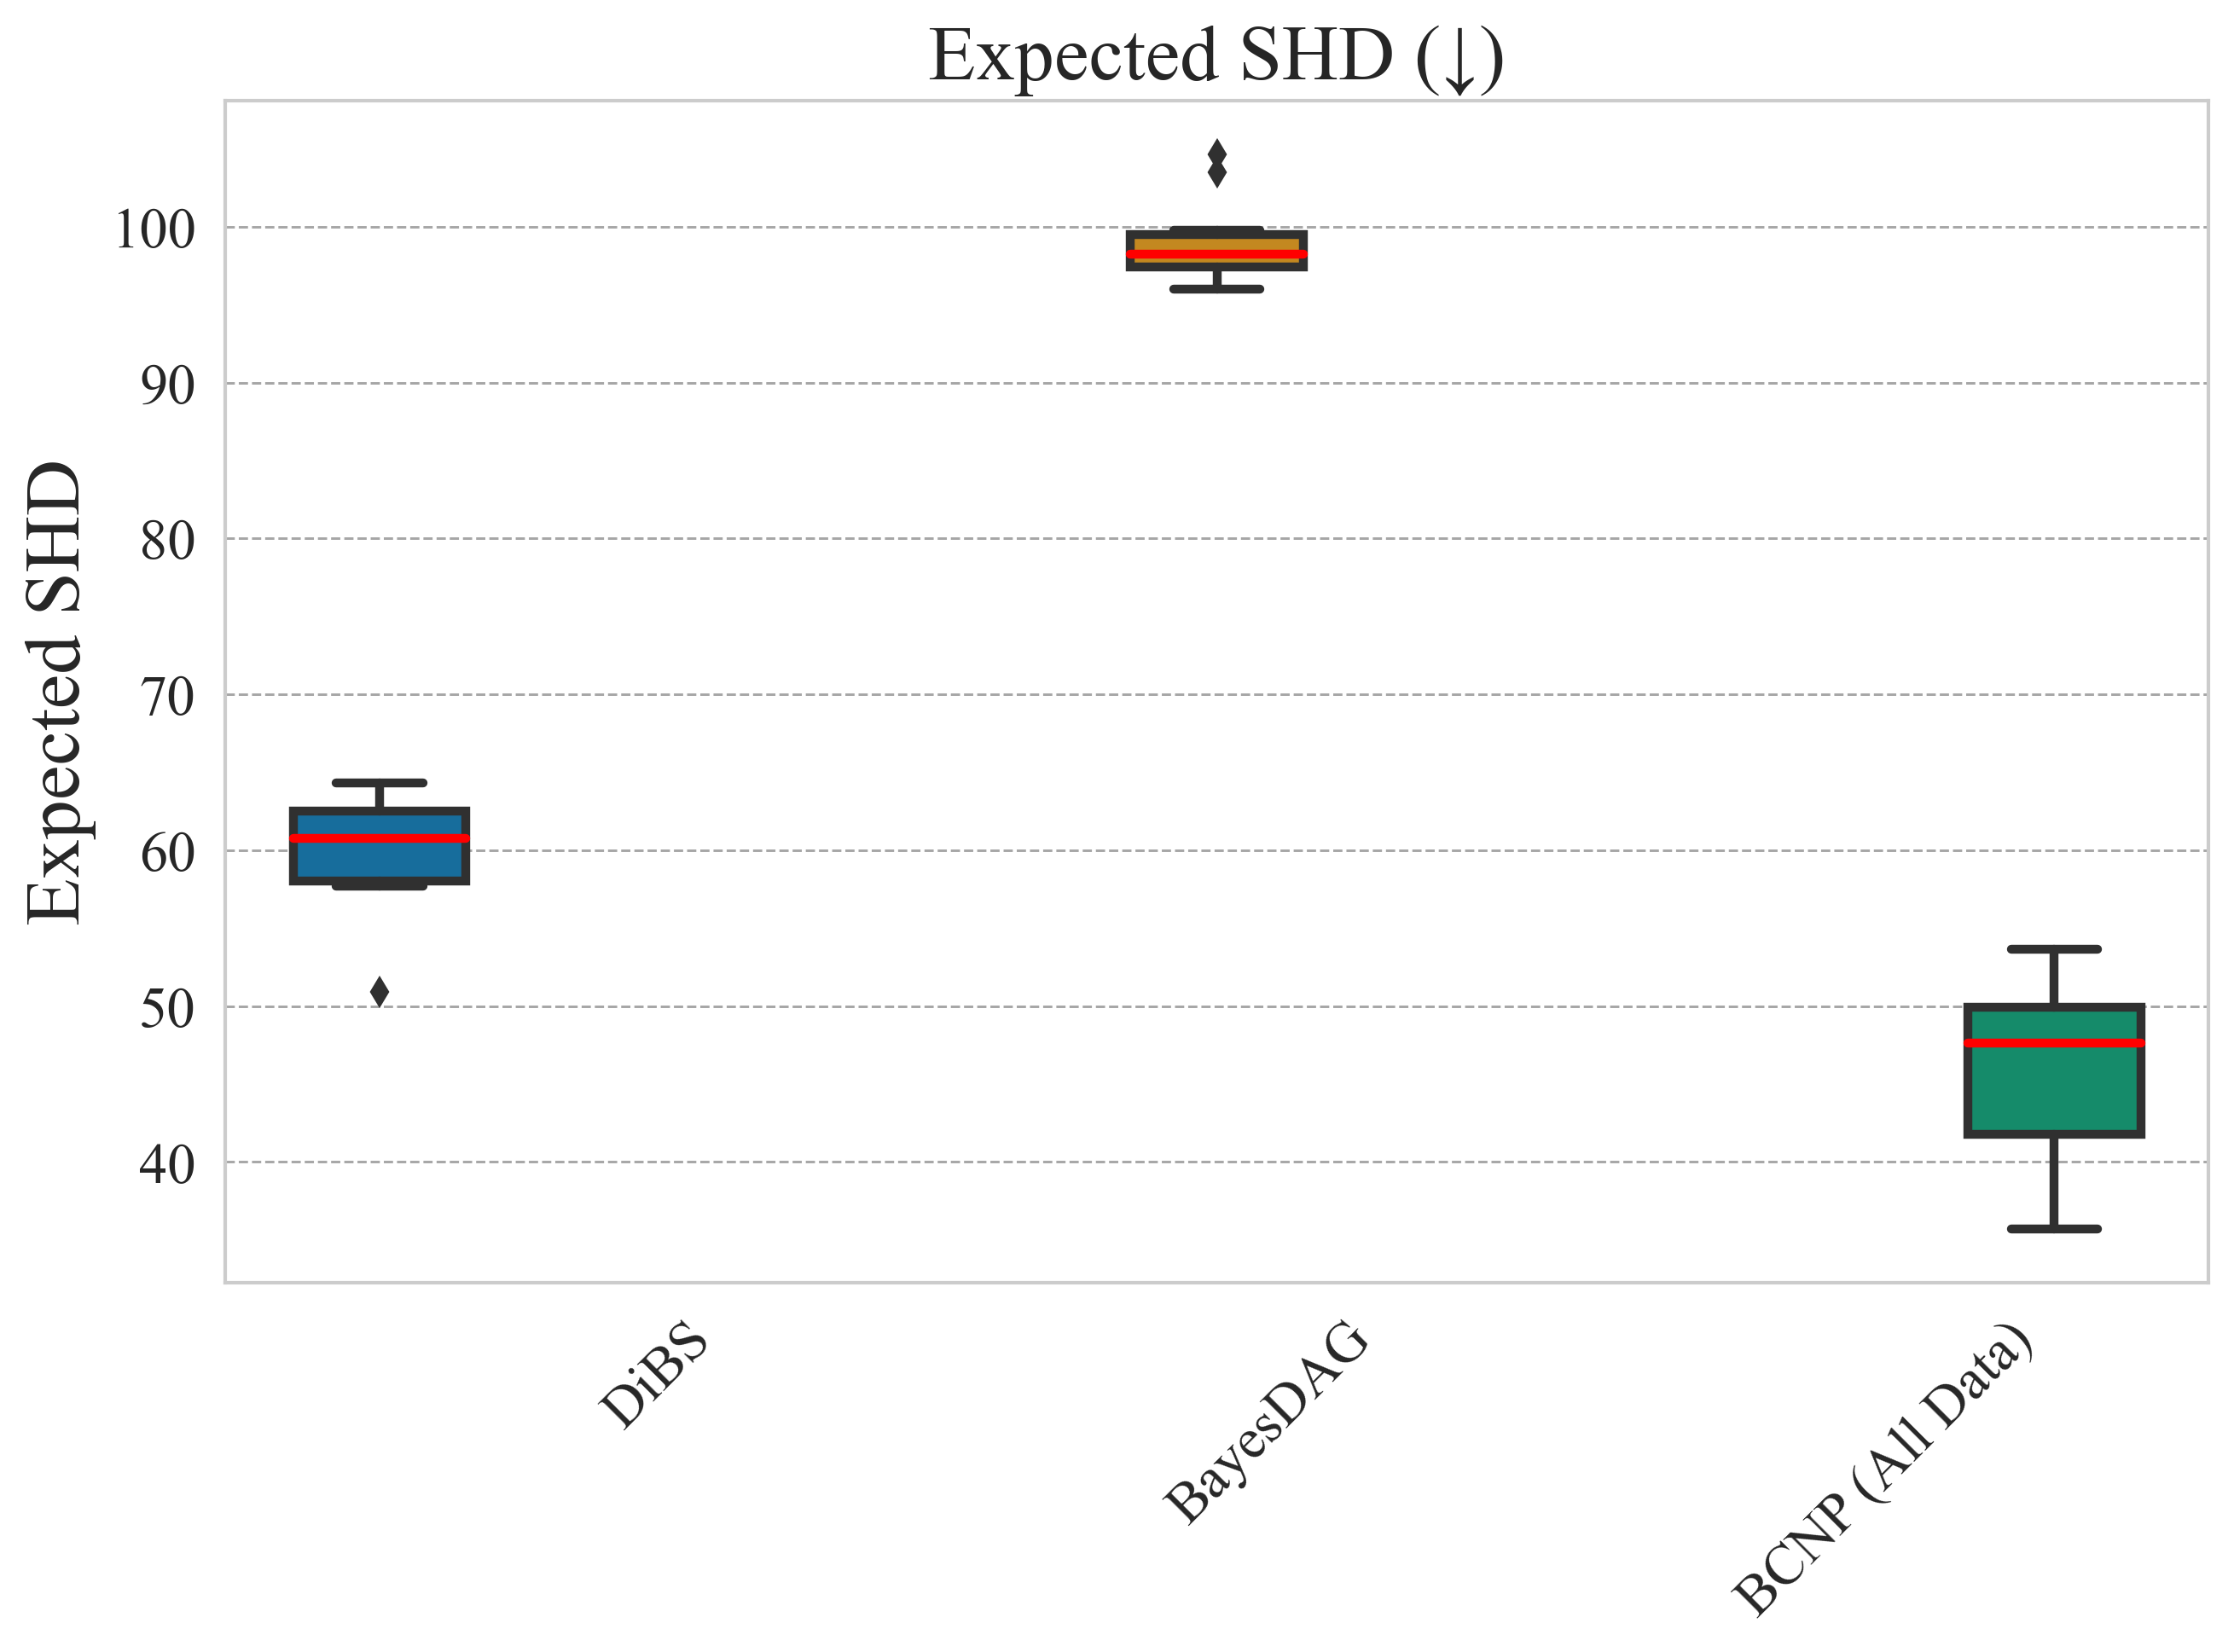 Expected SHD (↓)
Expected SHD
100
90
80
70
60
50
40
DiBS
BayesDAG
BCNP (All Data)